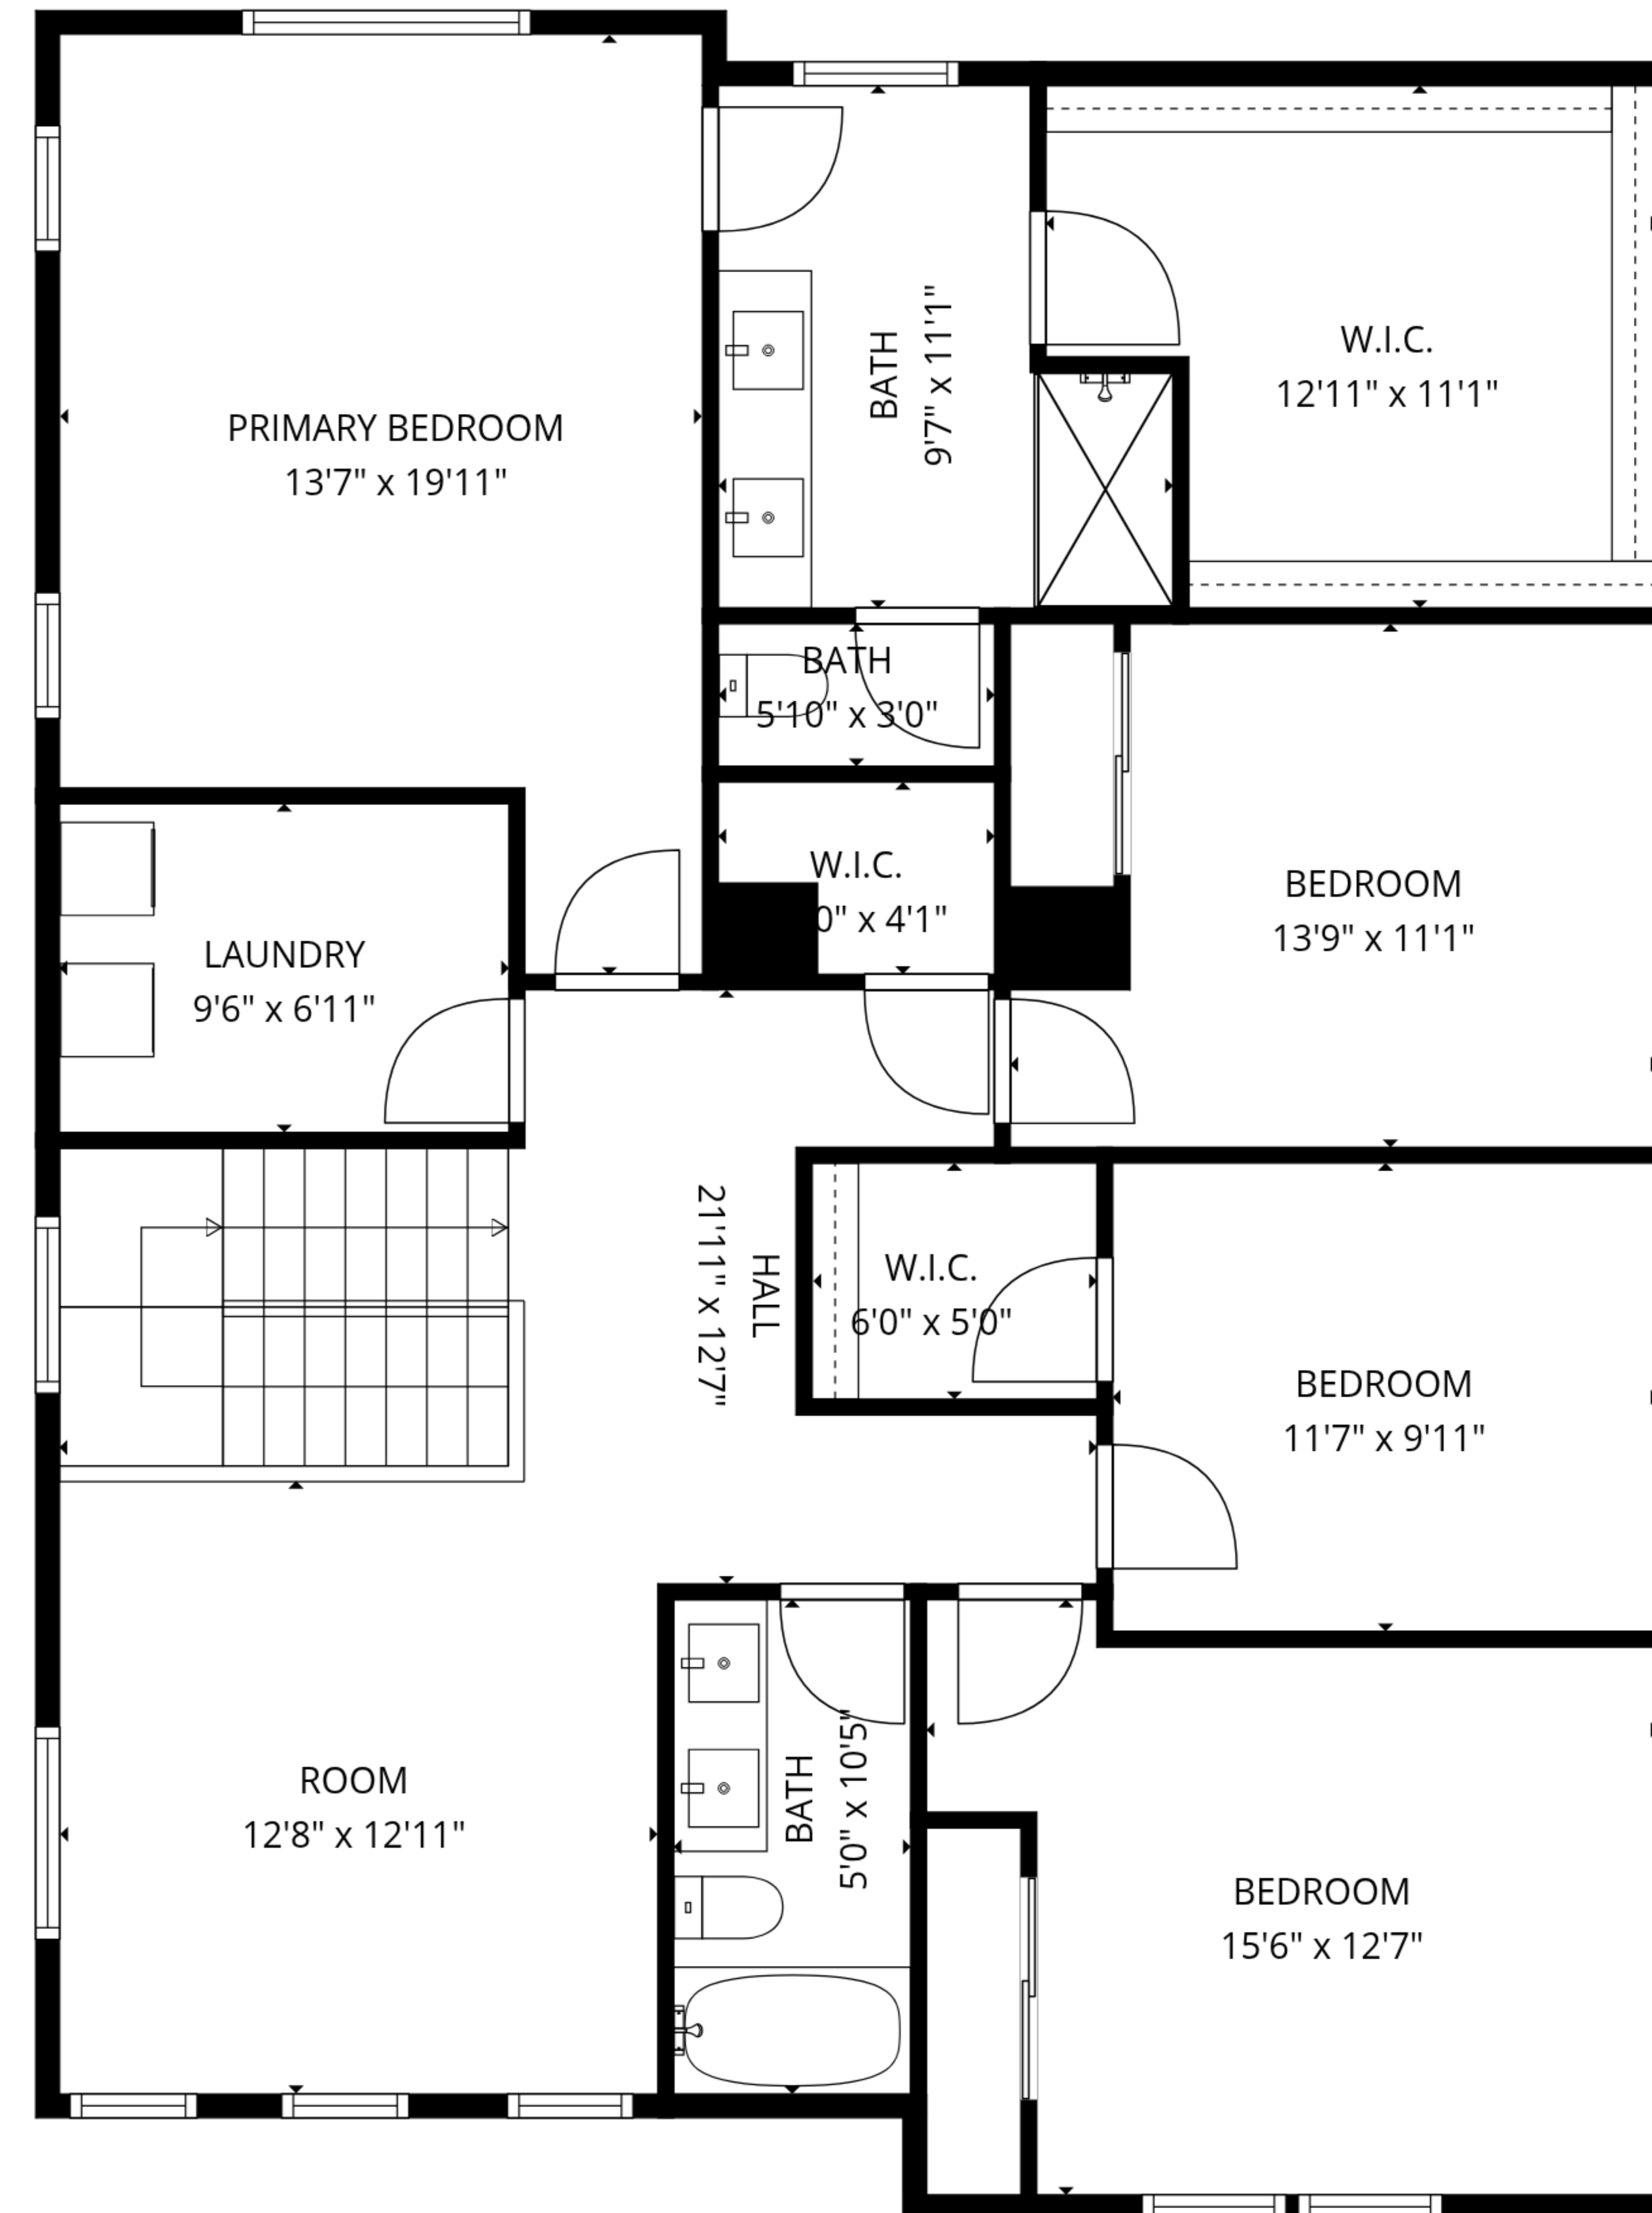 PRIMARY BEDROOM
13'7" x 19'11"
BATH
9'7" x 11'1"
W.I.C.
12'11" x 11'1"
BATH
5'10" x 3'0"
W.I.C.
0" x 4'1"
BEDROOM
13'9" x 11'1"
LAUNDRY
9'6" x 6'11"
HALL
21'11" x 12'7"
W.I.C.
6'0" x 5'0"
BEDROOM
11'7" x 9'11"
ROOM
12'8" x 12'11"
BATH
5'0" x 10'5"
BEDROOM
15'6" x 12'7"